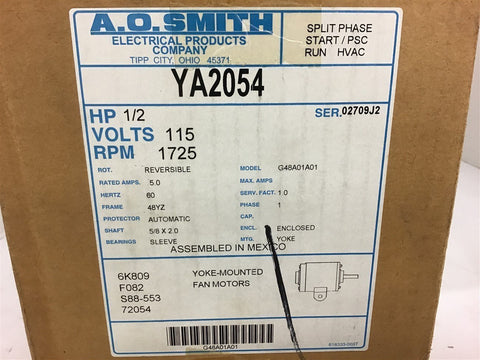 A.O. SMITH
ELECTRICAL PRODUCTS
COMPANY
TIPP CITY, OHIO 45371
SPLIT PHASE
START / PSC
RUN HVAC
YA2054
HP 1/2
SER. 02709J2
VOLTS 115
RPM 1725
ROT. REVERSIBLE
MODEL G48A01A01
RATED AMPS. 5.0
MAX. AMPS
HERTZ 60
SERV. FACT. 1.0
FRAME 48YZ
PHASE 1
PROTECTOR AUTOMATIC
CAP.
SHAFT 5/8 X 2.0
ENCL. ENCLOSED
BEARINGS SLEEVE
MTG. YOKE
ASSEMBLED IN MEXICO
6K809
F082
S88-553
72054
YOKE-MOUNTED
FAN MOTORS
G48A01A01